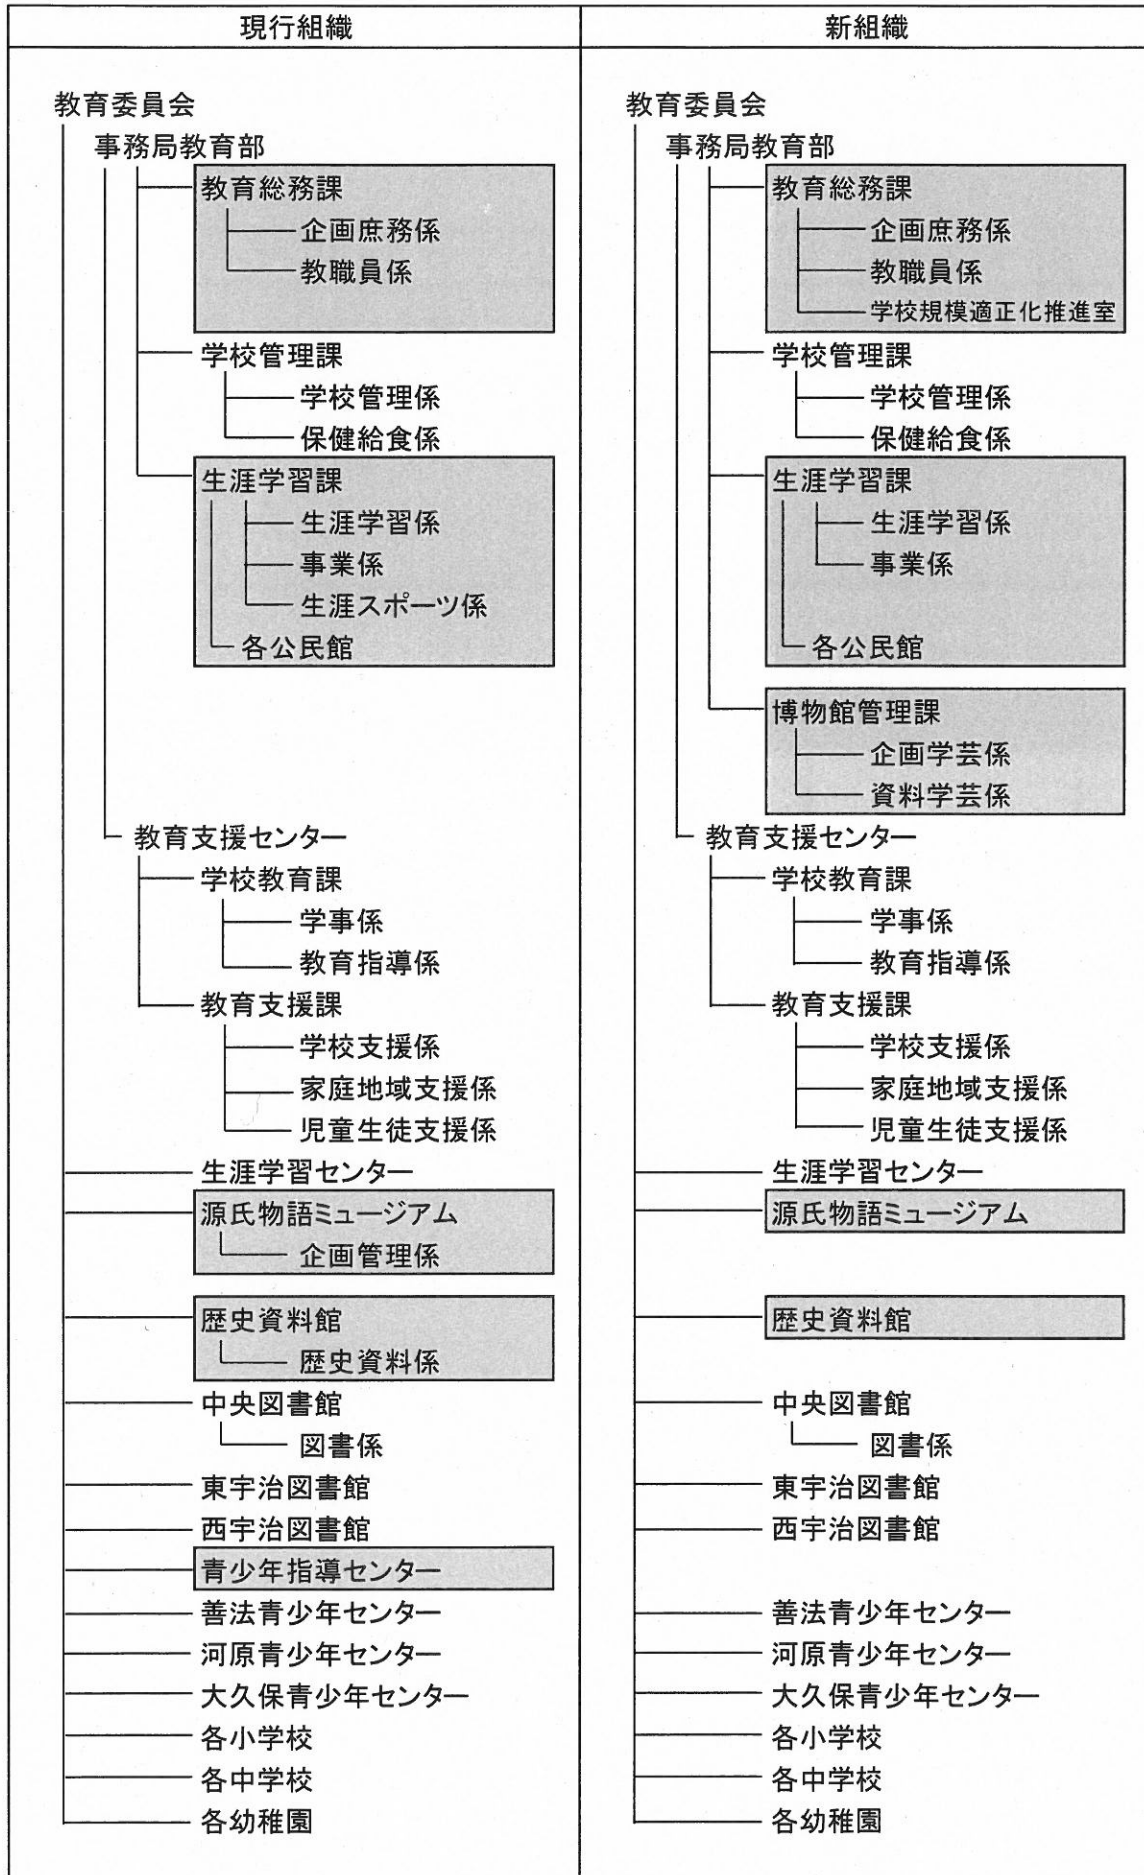 現行組織
教育委員会
事務局教育部
教育総務課
企画庶務係
教職員係
学校管理課
学校管理係
保健給食係
生涯学習課
生涯学習係
事業係
生涯スポーツ係
各公民館
教育支援センター
学校教育課
学事係
教育指導係
教育支援課
学校支援係
家庭地域支援係
児童生徒支援係
生涯学習センター
源氏物語ミュージアム
企画管理係
歴史資料館
歴史資料係
中央図書館
図書係
東宇治図書館
西宇治図書館
青少年指導センター
善法青少年センター
河原青少年センター
大久保青少年センター
各小学校
各中学校
各幼稚園
新組織
教育委員会
事務局教育部
教育総務課
企画庶務係
教職員係
学校規模適正化推進室
学校管理課
学校管理係
保健給食係
生涯学習課
生涯学習係
事業係
各公民館
博物館管理課
企画学芸係
資料学芸係
教育支援センター
学校教育課
学事係
教育指導係
教育支援課
学校支援係
家庭地域支援係
児童生徒支援係
生涯学習センター
源氏物語ミュージアム
歴史資料館
中央図書館
図書係
東宇治図書館
西宇治図書館
善法青少年センター
河原青少年センター
大久保青少年センター
各小学校
各中学校
各幼稚園